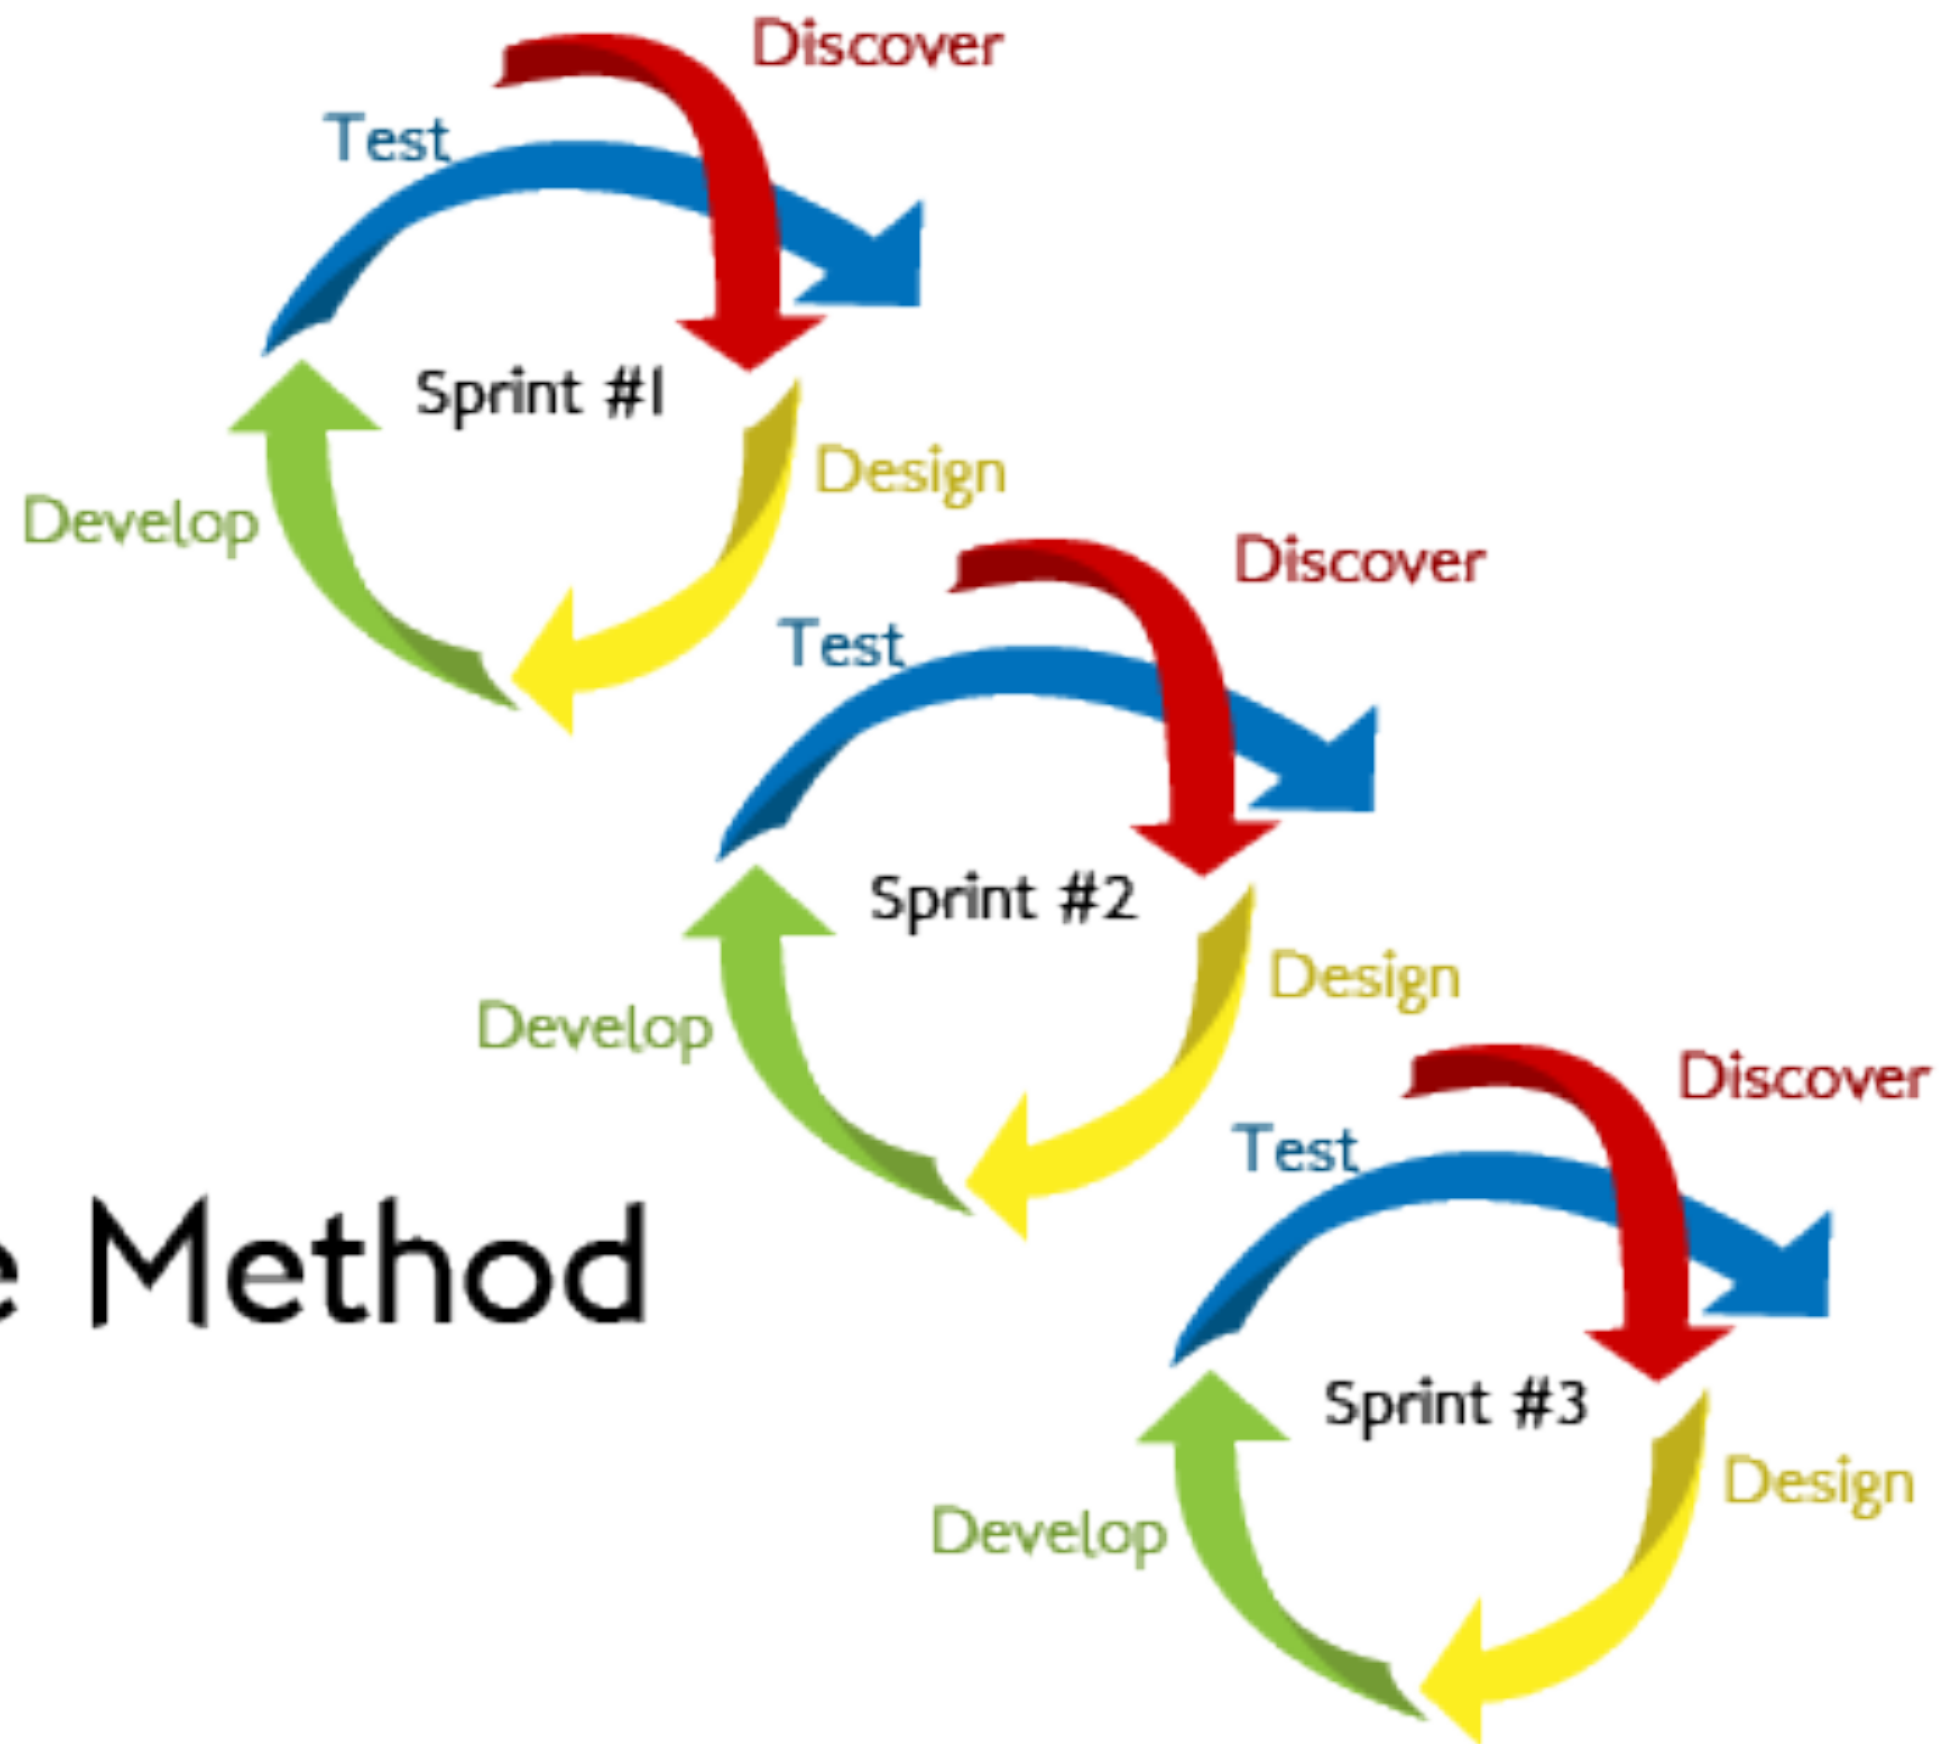 Discover
Test
Sprint #1
Design
Develop
Discover
Test
Sprint #2
Design
Develop
Discover
Test
Sprint #3
Design
Develop
e Method